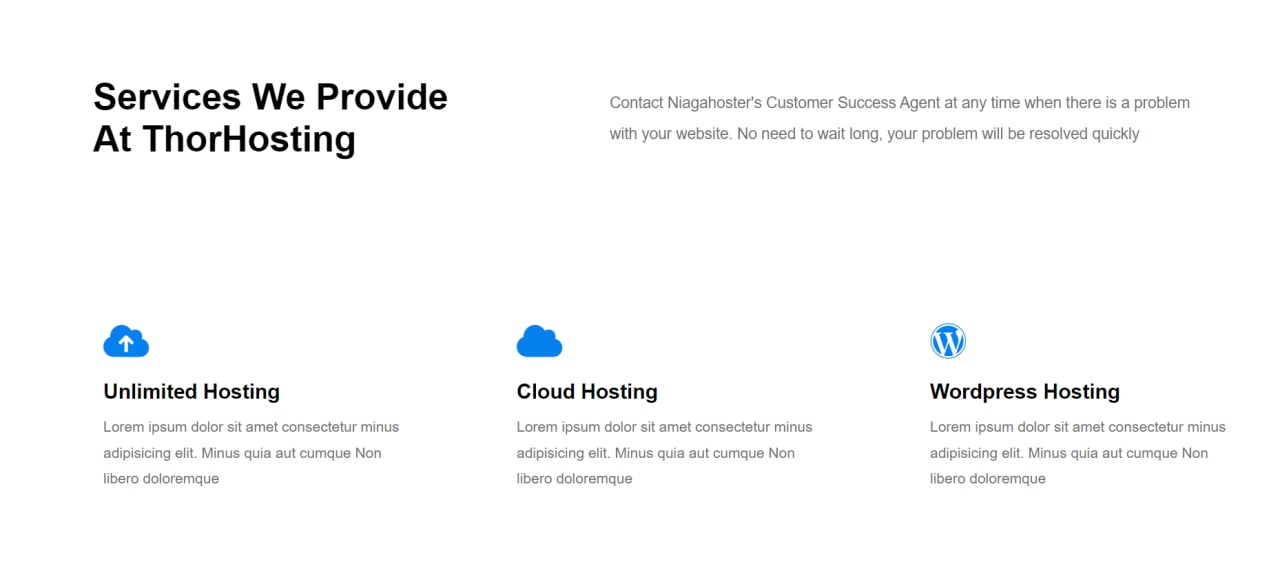 Services We Provide
At ThorHosting
Contact Niagahoster's Customer Success Agent at any time when there is a problem
with your website. No need to wait long, your problem will be resolved quickly
Unlimited Hosting
Lorem ipsum dolor sit amet consectetur minus
adipisicing elit. Minus quia aut cumque Non
libero doloremque
Cloud Hosting
Lorem ipsum dolor sit amet consectetur minus
adipisicing elit. Minus quia aut cumque Non
libero doloremque
Wordpress Hosting
Lorem ipsum dolor sit amet consectetur minus
adipisicing elit. Minus quia aut cumque Non
libero doloremque